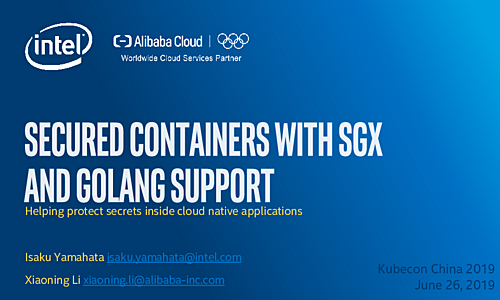 intel
Alibaba Cloud
Worldwide Cloud Services Partner
SECURED CONTAINERS WITH SGX
AND GOLANG SUPPORT
Helping protect secrets inside cloud native applications
Isaku Yamahata isaku.yamahata@intel.com
Xiaoning Li xiaoning.li@alibaba-inc.com
Kubecon China 2019
June 26, 2019